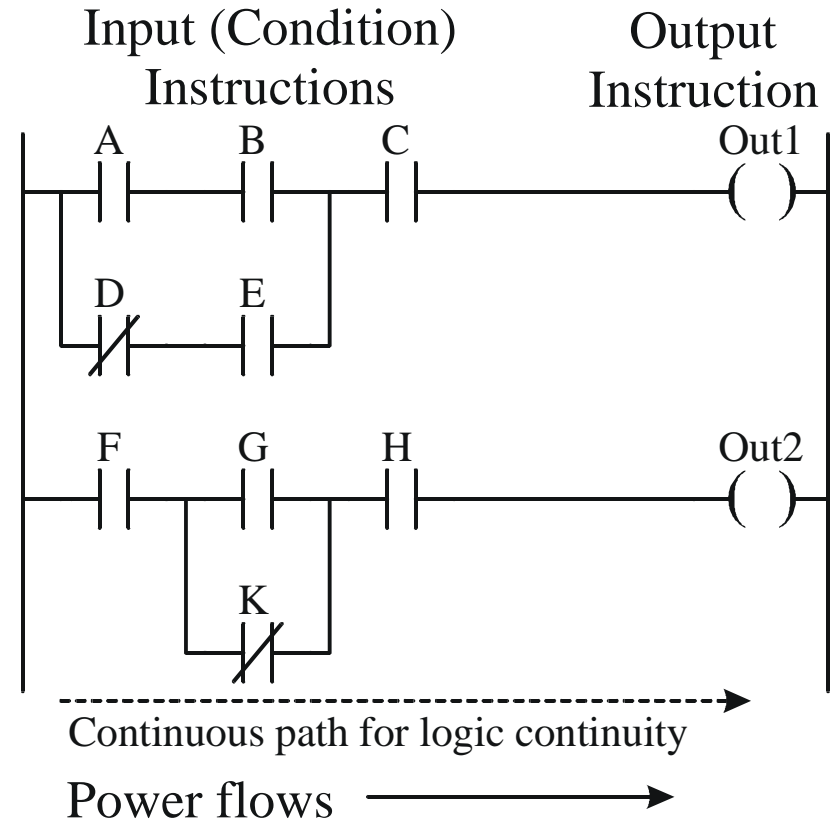 Input (Condition)
Instructions
Output
Instruction
A B C Out1
D E
F G H Out2
K
Continuous path for logic continuity
Power flows